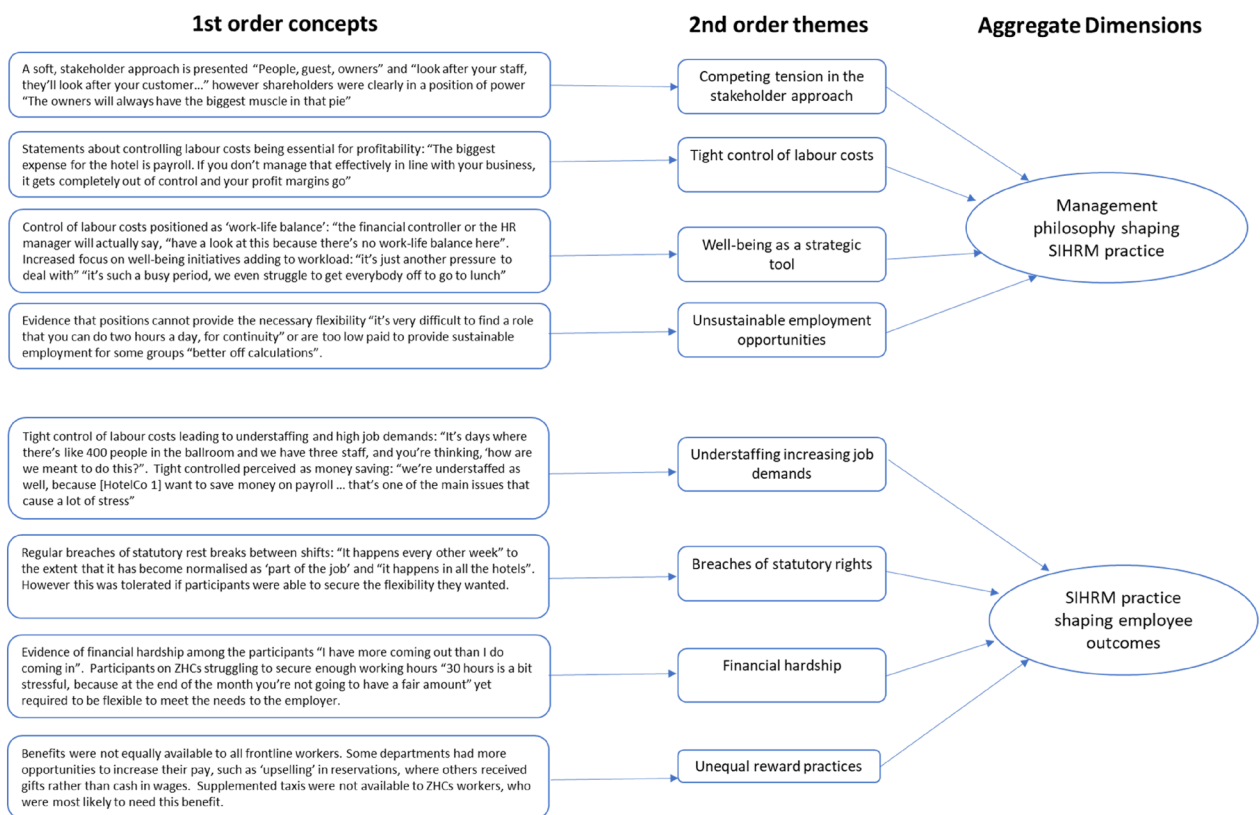 1st order concepts
2nd order themes
Aggregate Dimensions
A soft, stakeholder approach is presented “People, guest, owners” and “look after your staff,
they’ll look after your customer…” however shareholders were clearly in a position of power
“The owners will always have the biggest muscle in that pie”
Competing tension in the
stakeholder approach
Statements about controlling labour costs being essential for profitability: “The biggest
expense for the hotel is payroll. If you don’t manage that effectively in line with your business,
it gets completely out of control and your profit margins go”
Tight control of labour costs
Control of labour costs positioned as ‘work-life balance’: “the financial controller or the HR
manager will actually say, “have a look at this because there’s no work-life balance here”.
Increased focus on well-being initiatives adding to workload: “it’s just another pressure to
deal with” “it’s such a busy period, we even struggle to get everybody off to go to lunch”
Well-being as a strategic
tool
Evidence that positions cannot provide the necessary flexibility “it’s very difficult to find a role
that you can do two hours a day, for continuity” or are too low paid to provide sustainable
employment for some groups “better off calculations”.
Unsustainable employment
opportunities
Management
philosophy shaping
SIHRM practice
Tight control of labour costs leading to understaffing and high job demands: “It’s days where
there’s like 400 people in the ballroom and we have three staff, and you’re thinking, ‘how are
we meant to do this?”.  Tight controlled perceived as money saving: “we’re understaffed as
well, because [HotelCo 1] want to save money on payroll … that’s one of the main issues that
cause a lot of stress”
Understaffing increasing job
demands
Regular breaches of statutory rest breaks between shifts: “It happens every other week” to
the extent that it has become normalised as ‘part of the job’ and “it happens in all the hotels”.
However this was tolerated if participants were able to secure the flexibility they wanted.
Breaches of statutory rights
Evidence of financial hardship among the participants “I have more coming out than I do
coming in”.  Participants on ZHCs struggling to secure enough working hours “30 hours is a bit
stressful, because at the end of the month you’re not going to have a fair amount” yet
required to be flexible to meet the needs to the employer.
Financial hardship
Benefits were not equally available to all frontline workers. Some departments had more
opportunities to increase their pay, such as ‘upselling’ in reservations, where others received
gifts rather than cash in wages.  Supplemented taxis were not available to ZHCs workers, who
were most likely to need this benefit.
Unequal reward practices
SIHRM practice
shaping employee
outcomes